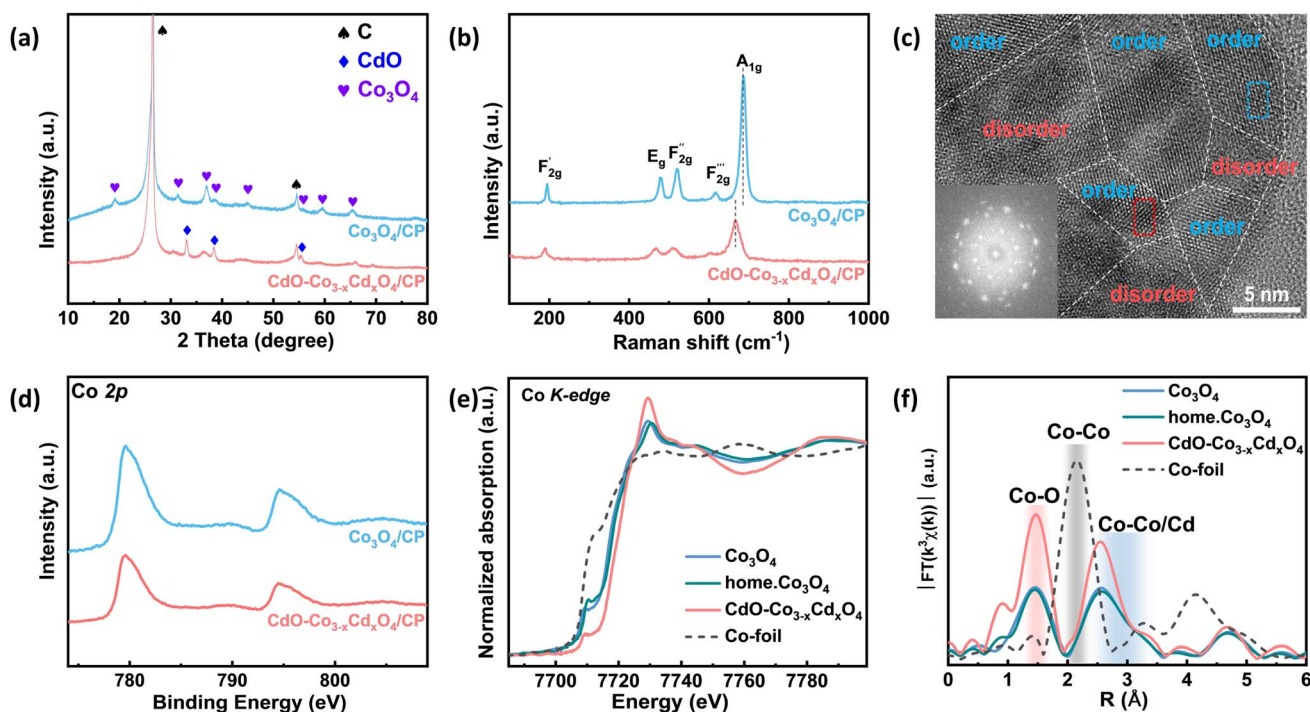 (a)
Intensity (a.u.)
♠ C
♦ CdO
♥ Co₃O₄
Co₃O₄/CP
CdO-Co₃₋ₓCdₓO₄/CP
10 20 30 40 50 60 70 80
2 Theta (degree)
(b)
Intensity (a.u.)
A₁g
F′₂g
E_g
F″₂g
F‴₂g
Co₃O₄/CP
CdO-Co₃₋ₓCdₓO₄/CP
200 400 600 800 1000
Raman shift (cm⁻¹)
(c)
order
order
order
disorder
disorder
order
order
disorder
5 nm
(d)
Co 2p
Intensity (a.u.)
Co₃O₄/CP
CdO-Co₃₋ₓCdₓO₄/CP
780 790 800
Binding Energy (eV)
(e)
Co K-edge
Normalized absorption (a.u.)
Co₃O₄
home.Co₃O₄
CdO-Co₃₋ₓCdₓO₄
Co-foil
7700 7720 7740 7760 7780
Energy (eV)
(f)
|FT(k³χ(k))| (a.u.)
Co₃O₄
home.Co₃O₄
CdO-Co₃₋ₓCdₓO₄
Co-foil
Co-Co
Co-O
Co-Co/Cd
0 1 2 3 4 5 6
R (Å)